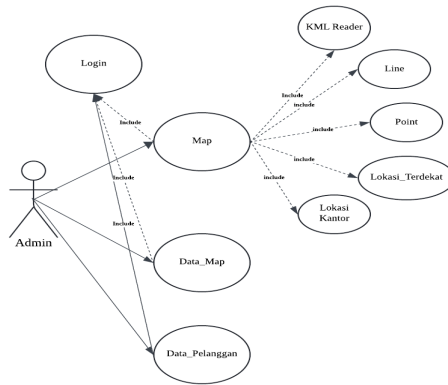 KML Reader
Login
Line
Include
include
Include
Point
Map
include
include
Lokasi_Terdekat
Include
include
Lokasi
Kantor
Include
Admin
Data_Map
Data_Pelanggan